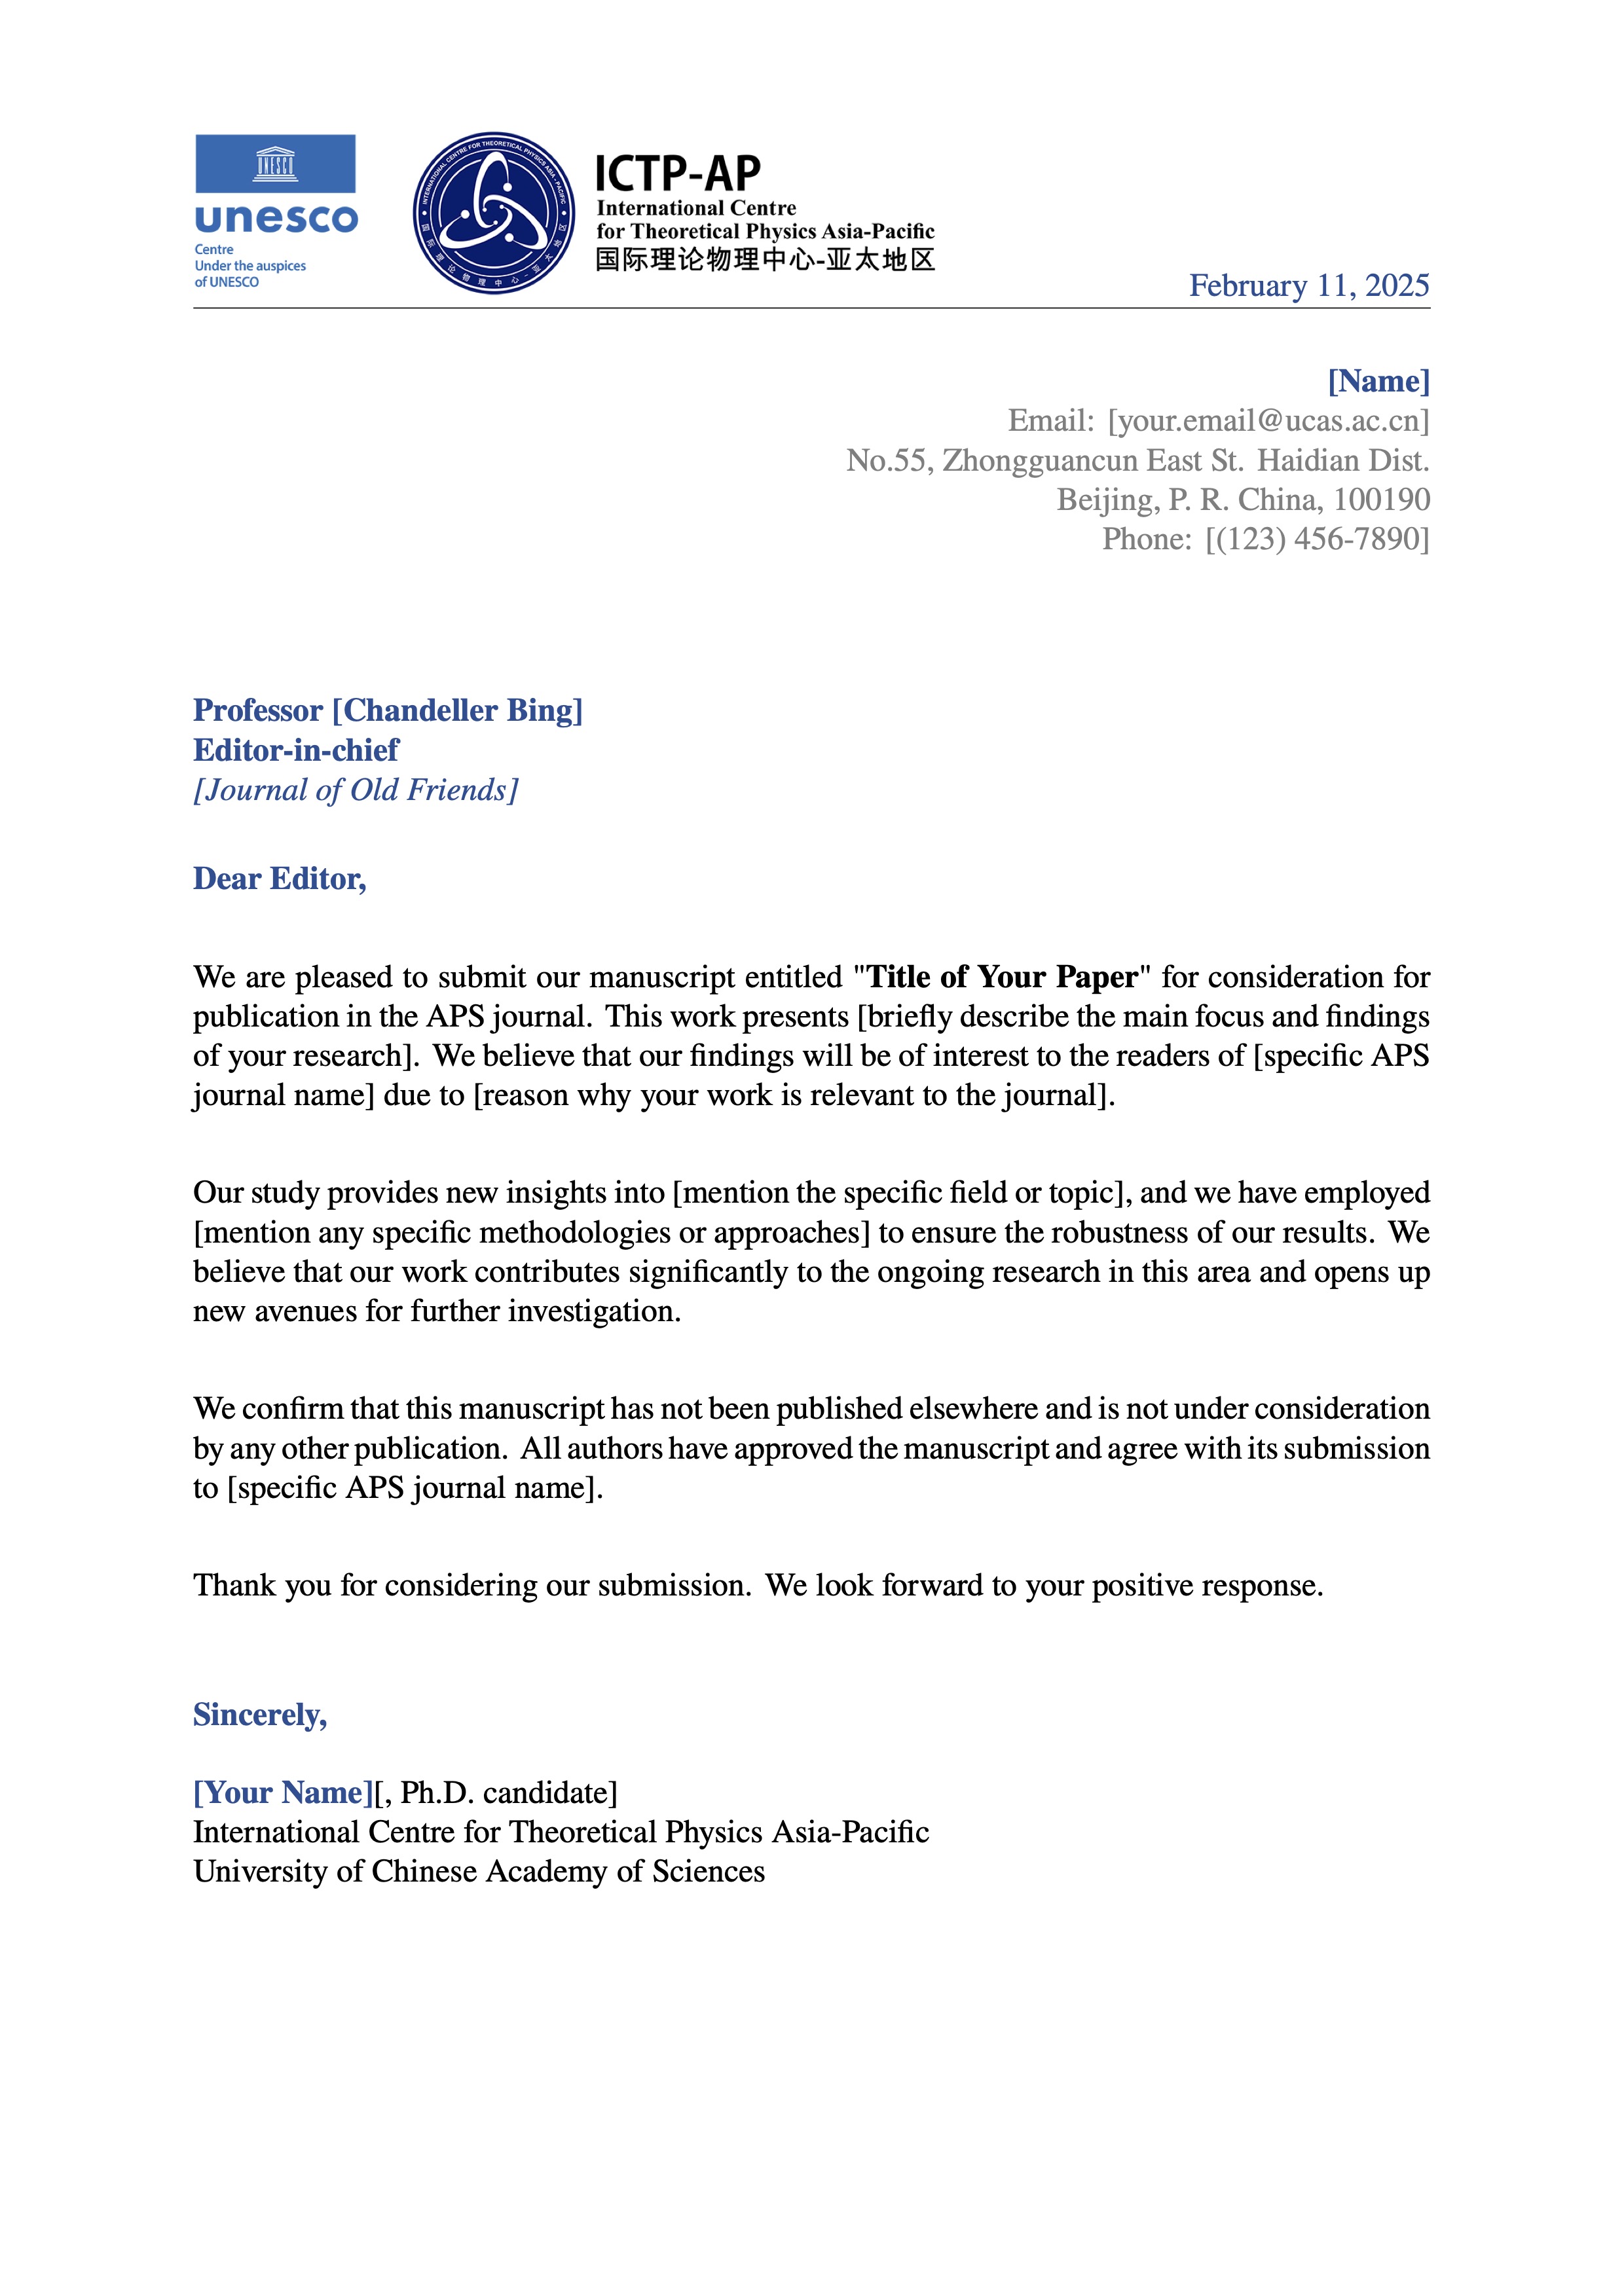 UNESCO
unesco
Centre
Under the auspices
of UNESCO
INTERNATIONAL CENTRE FOR THEORETICAL PHYSICS ASIA-PACIFIC
国际理论物理中心-亚太地区
ICTP-AP
International Centre
for Theoretical Physics Asia-Pacific
国际理论物理中心-亚太地区
February 11, 2025
[Name]
Email: [your.email@ucas.ac.cn]
No.55, Zhongguancun East St. Haidian Dist.
Beijing, P. R. China, 100190
Phone: [(123) 456-7890]
Professor [Chandeller Bing]
Editor-in-chief
[Journal of Old Friends]
Dear Editor,
We are pleased to submit our manuscript entitled "Title of Your Paper" for consideration for
publication in the APS journal. This work presents [briefly describe the main focus and findings
of your research]. We believe that our findings will be of interest to the readers of [specific APS
journal name] due to [reason why your work is relevant to the journal].
Our study provides new insights into [mention the specific field or topic], and we have employed
[mention any specific methodologies or approaches] to ensure the robustness of our results. We
believe that our work contributes significantly to the ongoing research in this area and opens up
new avenues for further investigation.
We confirm that this manuscript has not been published elsewhere and is not under consideration
by any other publication. All authors have approved the manuscript and agree with its submission
to [specific APS journal name].
Thank you for considering our submission. We look forward to your positive response.
Sincerely,
[Your Name][, Ph.D. candidate]
International Centre for Theoretical Physics Asia-Pacific
University of Chinese Academy of Sciences